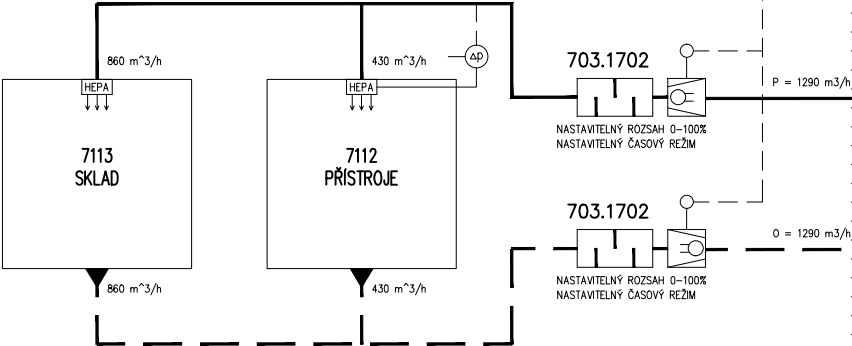 860 m^3/h
430 m^3/h
Δp
703.1702
P = 1290 m3/h
HEPA
HEPA
NASTAVITELNÝ ROZSAH 0-100%
NASTAVITELNÝ ČASOVÝ REŽIM
7113
SKLAD
7112
PŘÍSTROJE
703.1702
O = 1290 m3/h
860 m^3/h
430 m^3/h
NASTAVITELNÝ ROZSAH 0-100%
NASTAVITELNÝ ČASOVÝ REŽIM